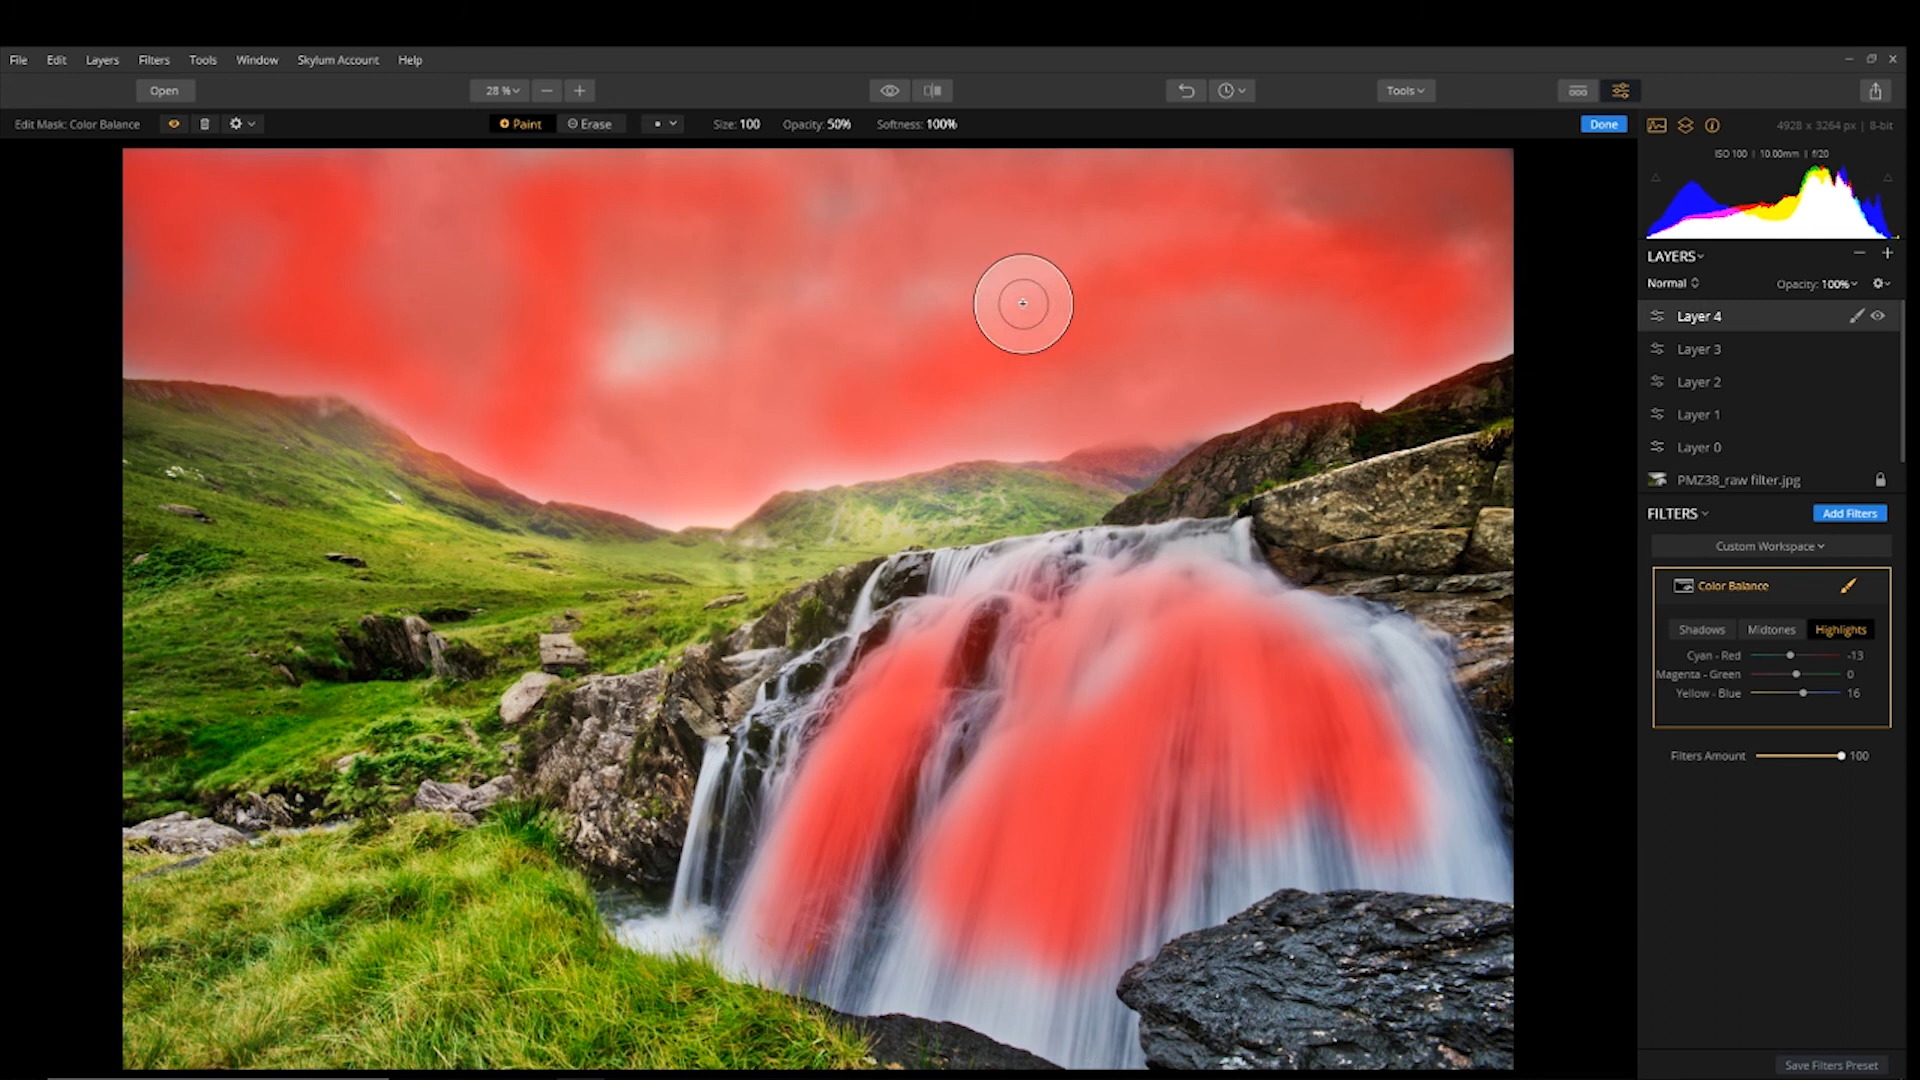 File Edit Layers Filters Tools Window Skylum Account Help
Open 28 % Tools
Edit Mask: Color Balance Paint Erase Size: 100 Opacity: 50% Softness: 100% Done 4928 x 3264 px | 8-bit
ISO 100 | 10.00mm | f/20
LAYERS
Normal Opacity: 100%
Layer 4
Layer 3
Layer 2
Layer 1
Layer 0
PMZ38_raw filter.jpg
FILTERS Add Filters
Custom Workspace
Color Balance
Shadows Midtones Highlights
Cyan - Red -13
Magenta - Green 0
Yellow - Blue 16
Filters Amount 100
Save Filters Preset